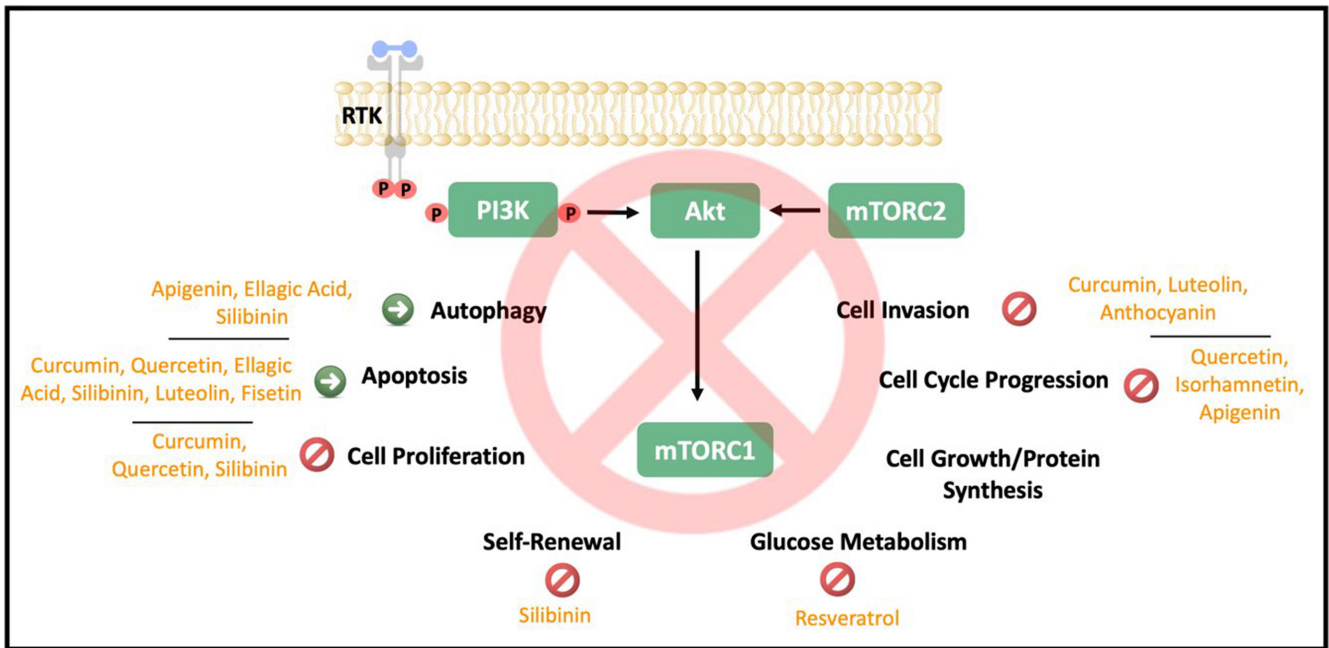 RTK
P P
P PI3K P Akt mTORC2
Apigenin, Ellagic Acid,
Silibinin
Autophagy
Curcumin, Quercetin, Ellagic
Acid, Silibinin, Luteolin, Fisetin
Apoptosis
Curcumin,
Quercetin, Silibinin
Cell Proliferation
mTORC1
Cell Invasion
Curcumin, Luteolin,
Anthocyanin
Cell Cycle Progression
Quercetin,
Isorhamnetin,
Apigenin
Cell Growth/Protein
Synthesis
Self-Renewal
Silibinin
Glucose Metabolism
Resveratrol